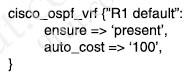 cisco_ospf_vrf {"R1 default":
    ensure => 'present',
    auto_cost => '100',
}